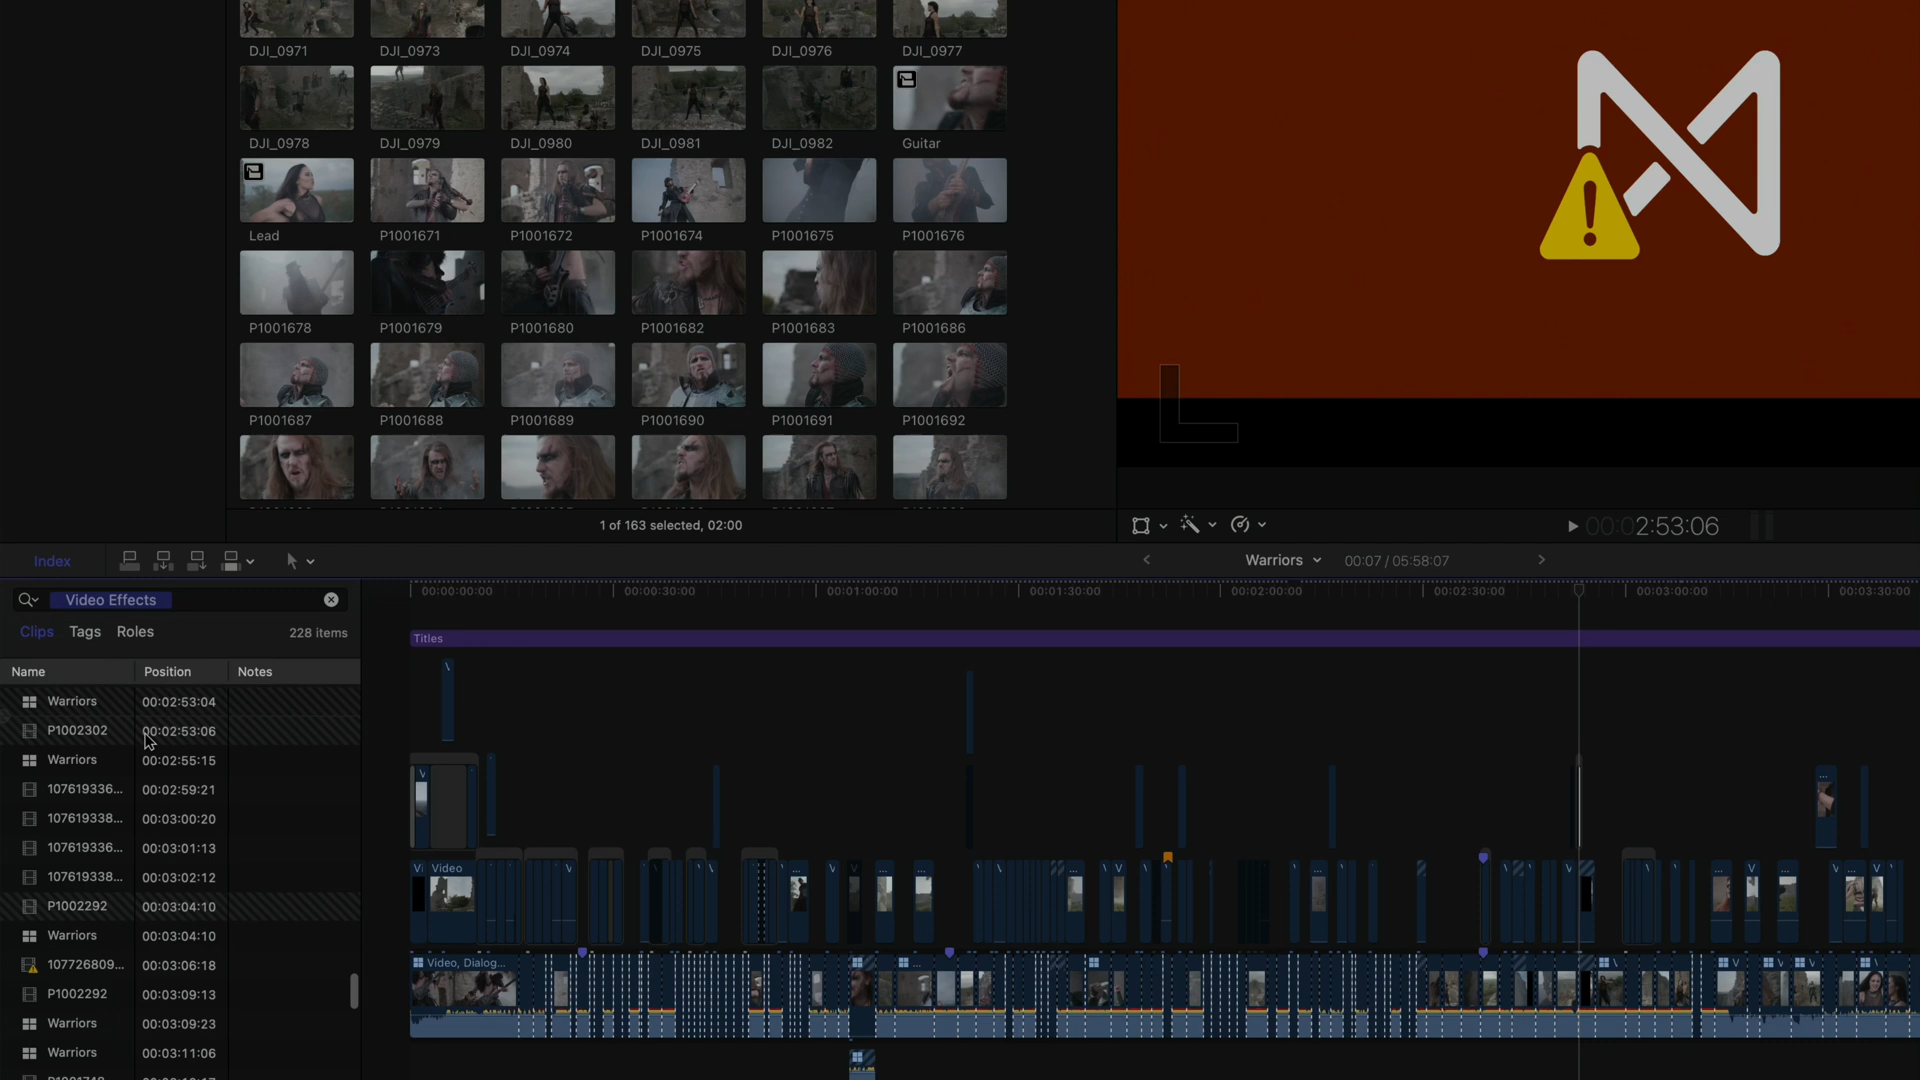 DJI_0971 DJI_0973 DJI_0974 DJI_0975 DJI_0976 DJI_0977
DJI_0978 DJI_0979 DJI_0980 DJI_0981 DJI_0982 Guitar
Lead P1001671 P1001672 P1001674 P1001675 P1001676
P1001678 P1001679 P1001680 P1001682 P1001683 P1001686
P1001687 P1001688 P1001689 P1001690 P1001691 P1001692
1 of 163 selected, 02:00
00:02:53:06
Index
Warriors 00:07 / 05:58:07
Video Effects
00:00:00:00 00:00:30:00 00:01:00:00 00:01:30:00 00:02:00:00 00:02:30:00 00:03:00:00 00:03:30:00
Clips Tags Roles 228 items
Titles
Name Position Notes
Warriors 00:02:53:04
P1002302 00:02:53:06
Warriors 00:02:55:15
107619336... 00:02:59:21
107619338... 00:03:00:20
107619336... 00:03:01:13
107619338... 00:03:02:12
P1002292 00:03:04:10
Warriors 00:03:04:10
107726809... 00:03:06:18
P1002292 00:03:09:13
Warriors 00:03:09:23
Warriors 00:03:11:06
Video
Video, Dialog...